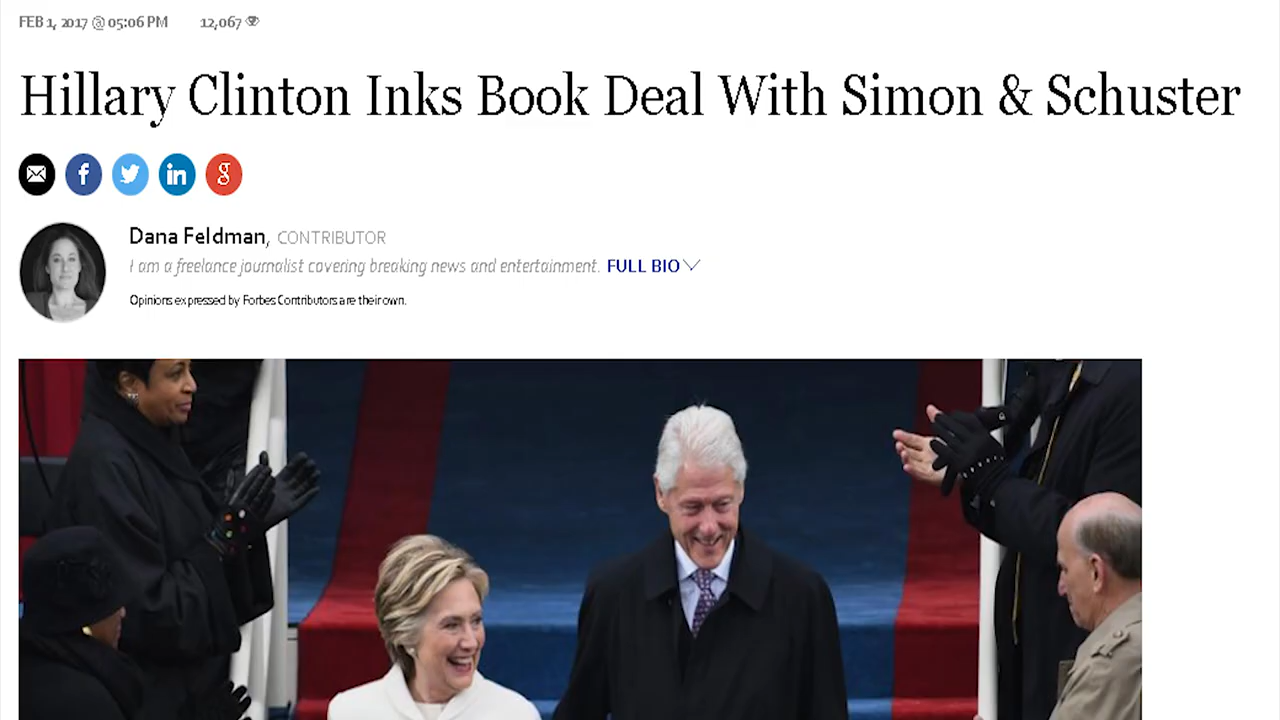 FEB 1, 2017 @ 05:06 PM 12,067
Hillary Clinton Inks Book Deal With Simon & Schuster
f in g
Dana Feldman, CONTRIBUTOR
I am a freelance journalist covering breaking news and entertainment. FULL BIO
Opinions expressed by Forbes Contributors are their own.